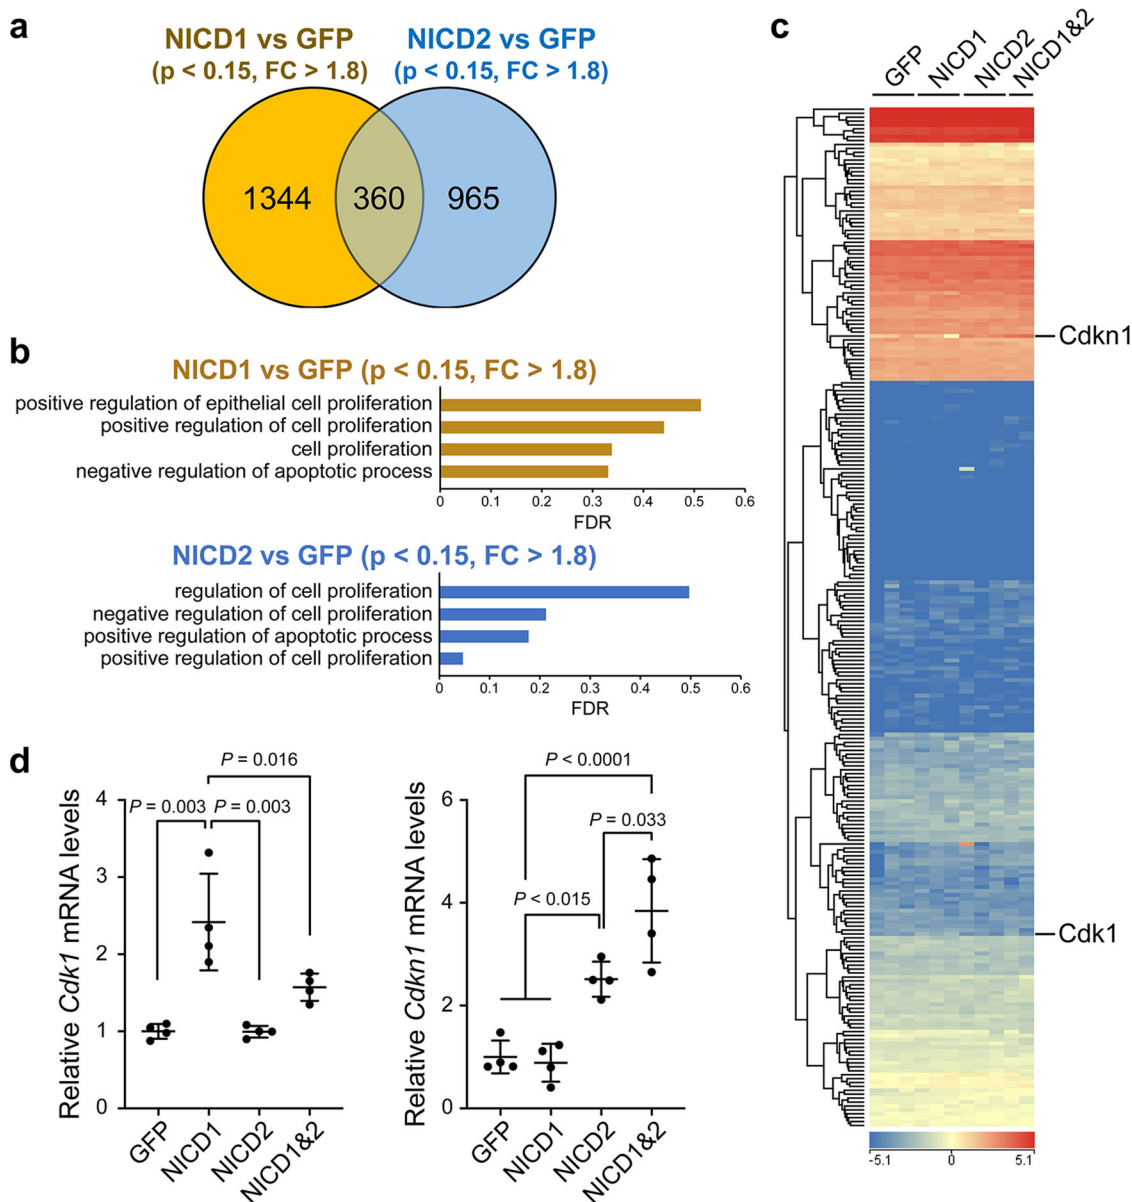 a
NICD1 vs GFP
(p < 0.15, FC > 1.8)
NICD2 vs GFP
(p < 0.15, FC > 1.8)
1344
360
965
b
NICD1 vs GFP (p < 0.15, FC > 1.8)
positive regulation of epithelial cell proliferation
positive regulation of cell proliferation
cell proliferation
negative regulation of apoptotic process
0 0.1 0.2 0.3 0.4 0.5 0.6
FDR
NICD2 vs GFP (p < 0.15, FC > 1.8)
regulation of cell proliferation
negative regulation of cell proliferation
positive regulation of apoptotic process
positive regulation of cell proliferation
0 0.1 0.2 0.3 0.4 0.5 0.6
FDR
c
GFP
NICD1
NICD2
NICD1&2
Cdkn1
Cdk1
-5.1 0 5.1
d
Relative Cdk1 mRNA levels
4
3
2
1
0
P = 0.016
P = 0.003
P = 0.003
GFP
NICD1
NICD2
NICD1&2
Relative Cdkn1 mRNA levels
6
4
2
0
P < 0.0001
P = 0.033
P < 0.015
GFP
NICD1
NICD2
NICD1&2